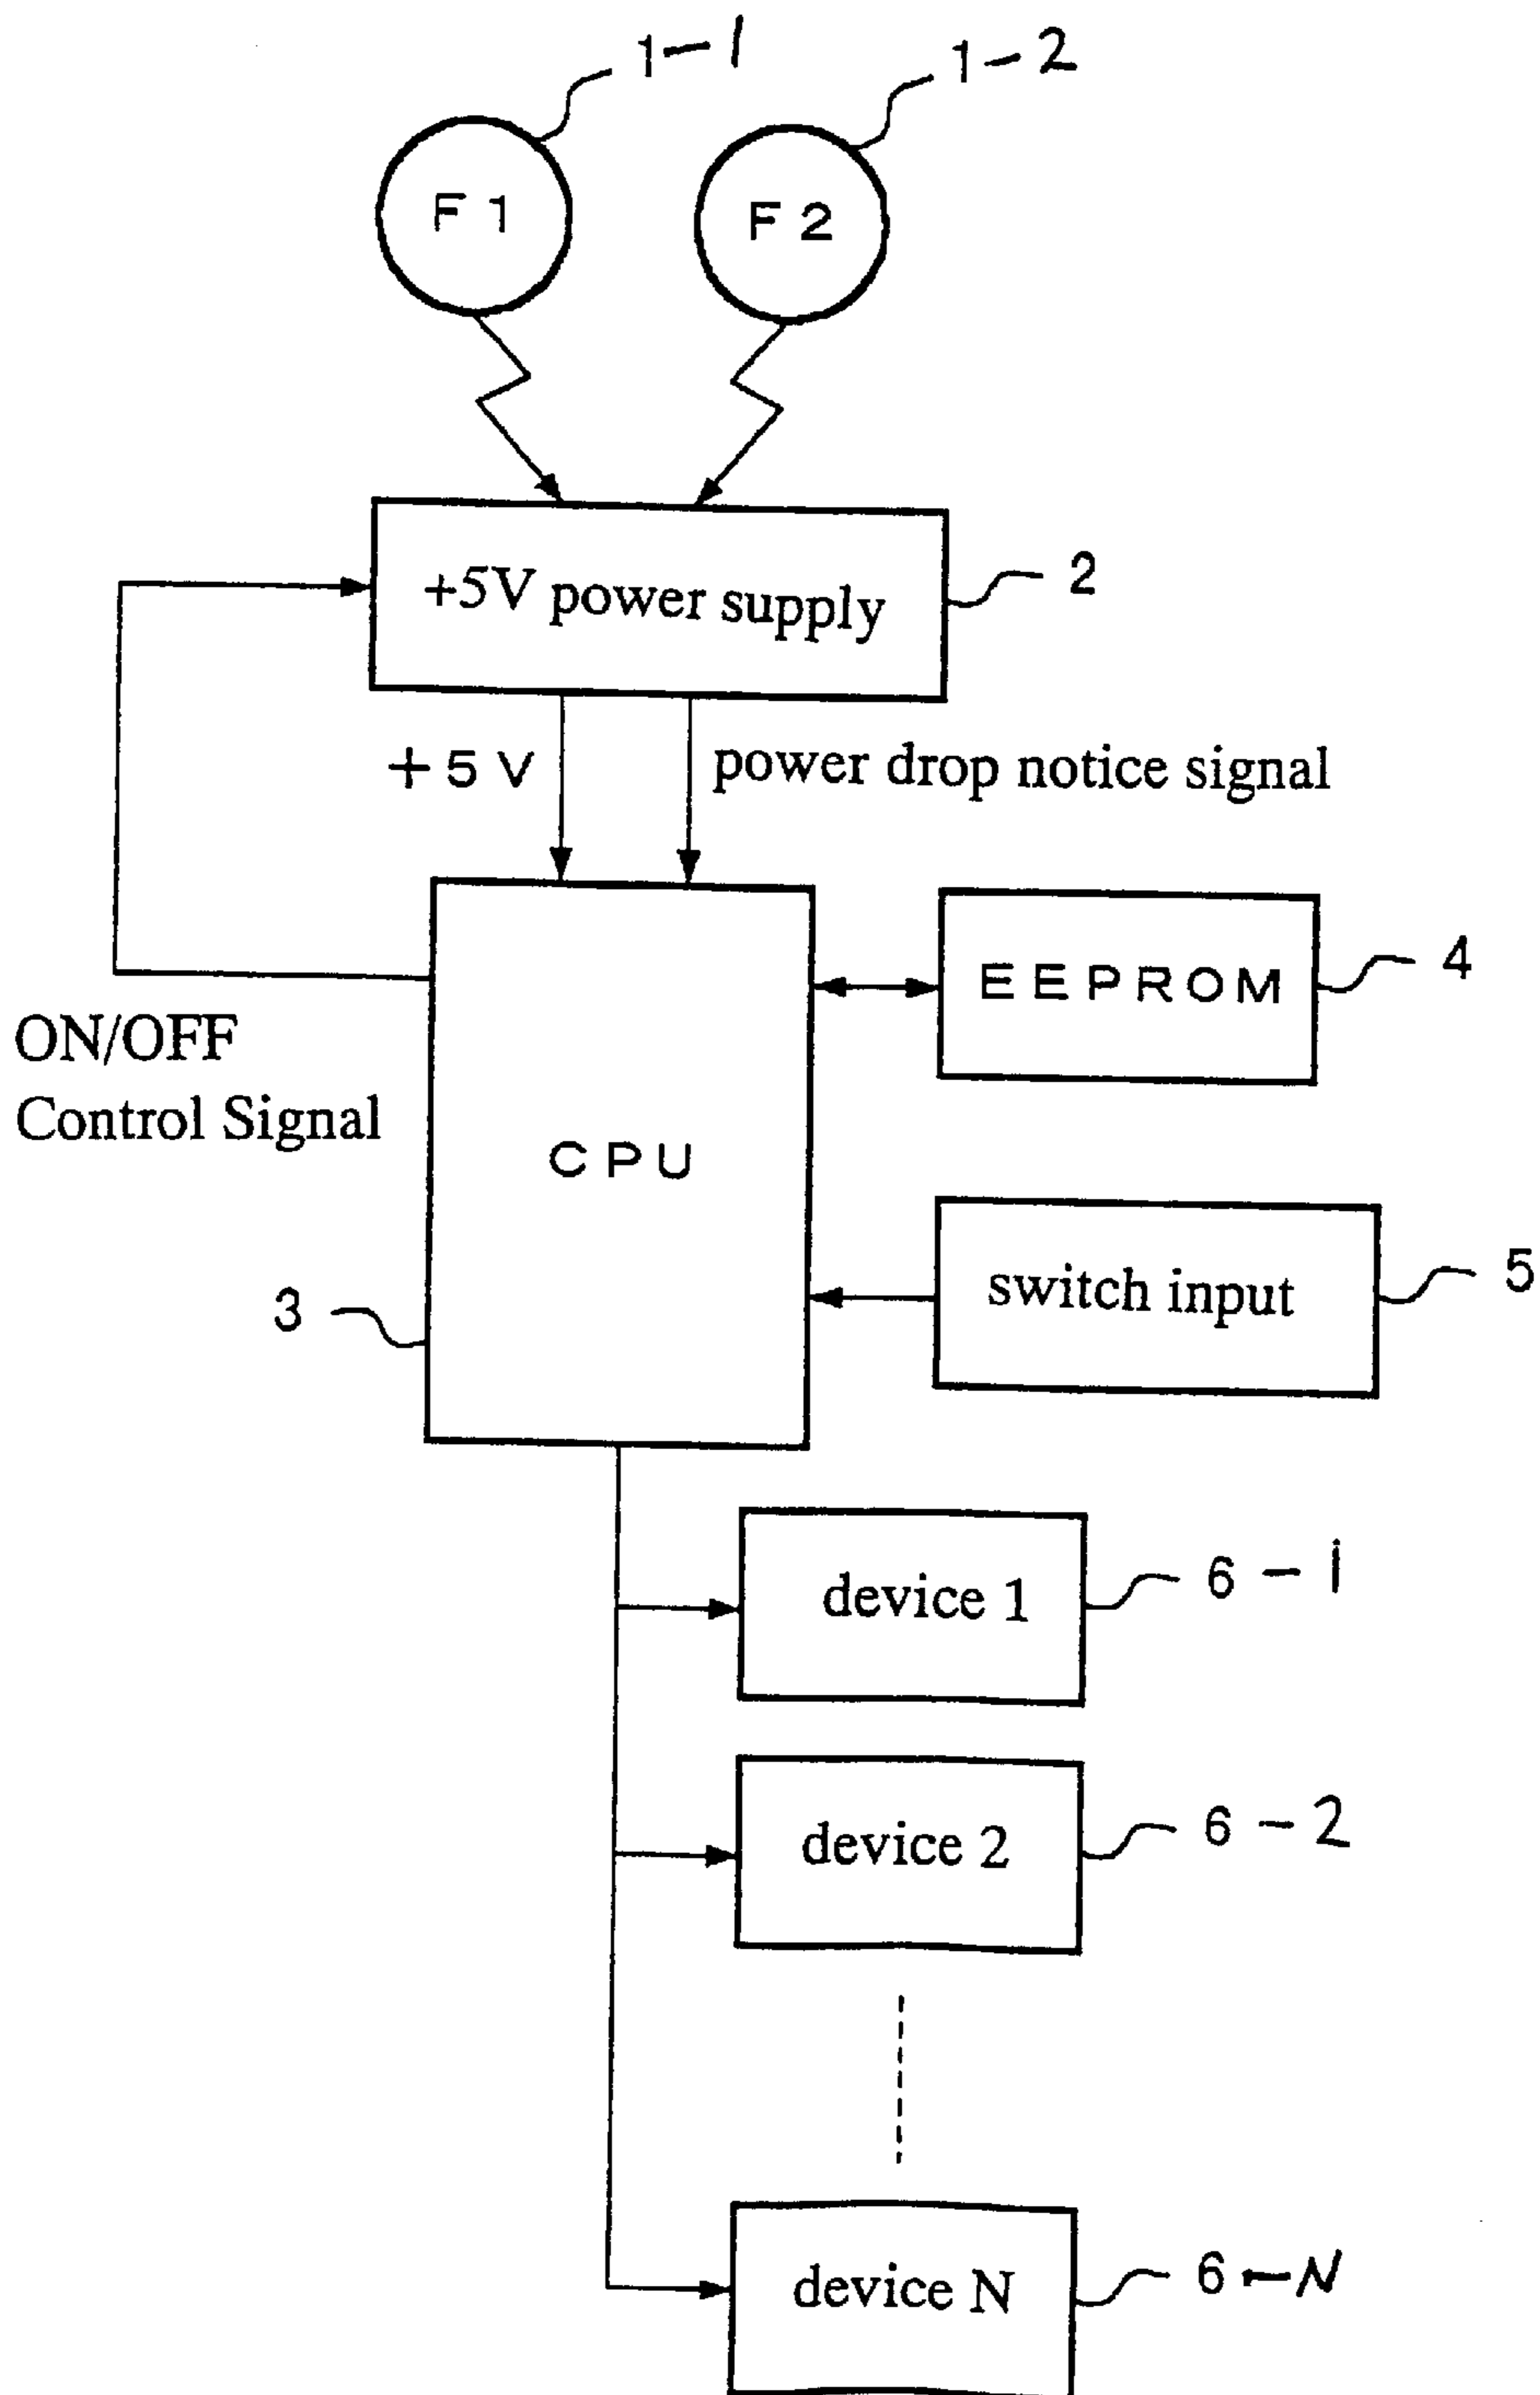 1-1
1-2
F1
F2
+5V power supply
2
+5V
power drop notice signal
EEPROM
4
ON/OFF
Control Signal
CPU
switch input
5
3
device 1
6-1
device 2
6-2
device N
6-N